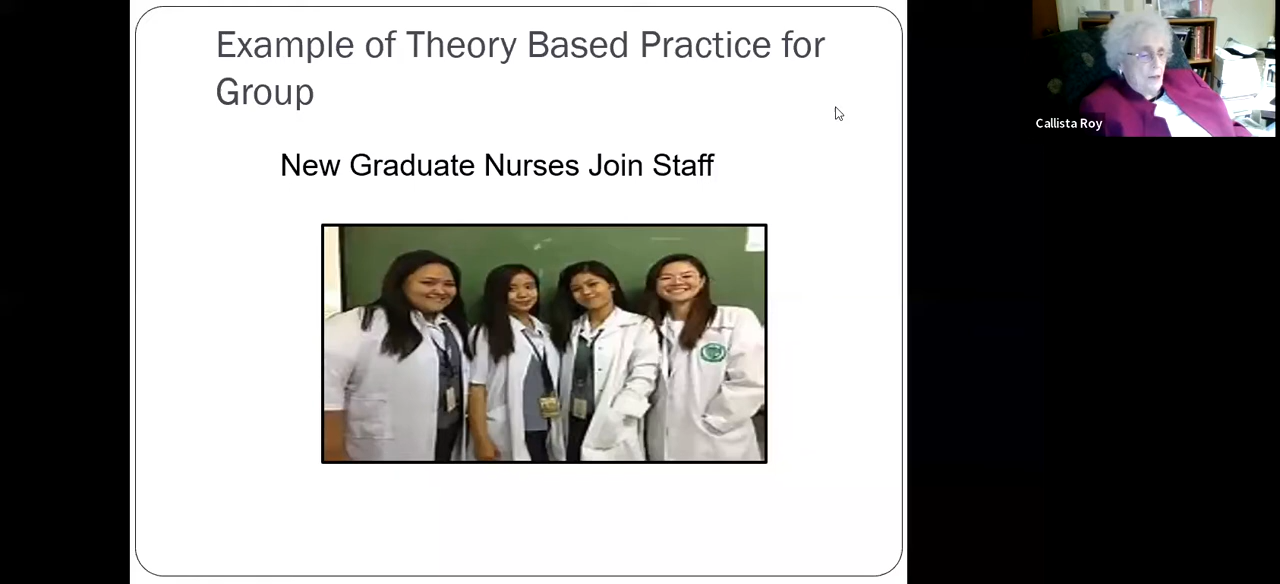 Example of Theory Based Practice for
Group
New Graduate Nurses Join Staff
Callista Roy